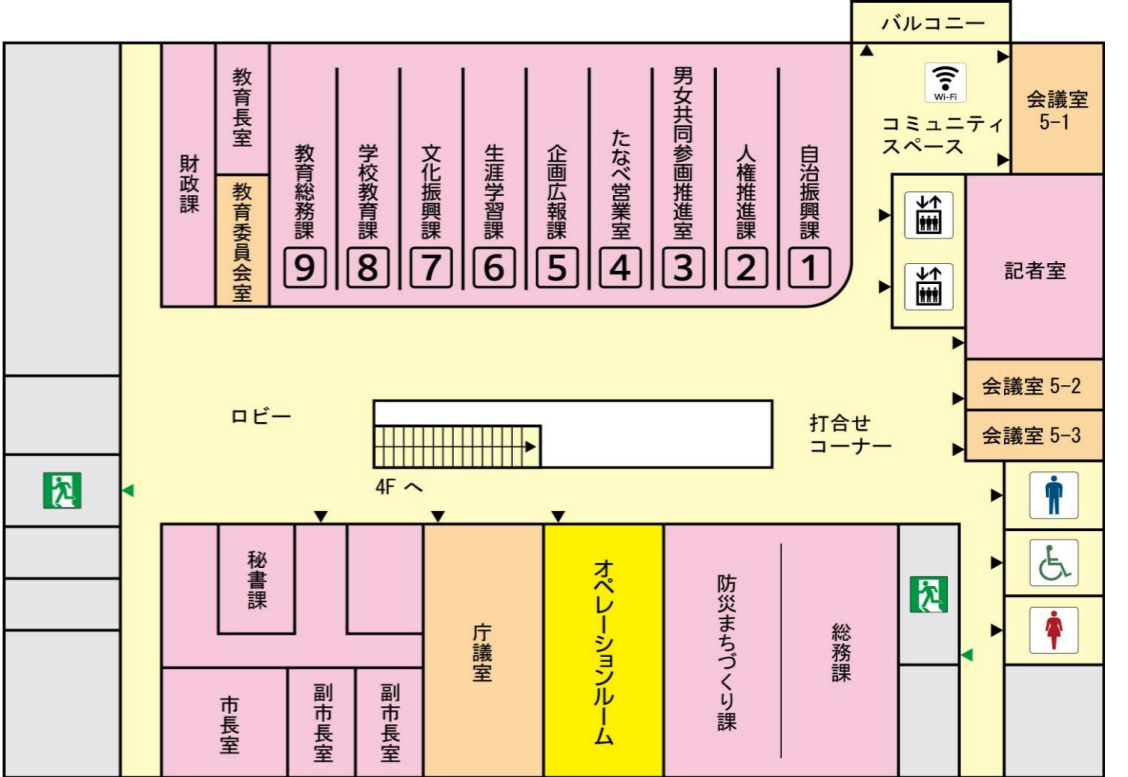 バルコニー
Wi-Fi
コミュニティ
スペース
会議室
5-1
財政課
教育長室
教育委員会室
教育総務課
9
学校教育課
8
文化振興課
7
生涯学習課
6
企画広報課
5
たなべ営業室
4
男女共同参画推進室
3
人権推進課
2
自治振興課
1
記者室
会議室 5-2
会議室 5-3
ロビー
打合せ
コーナー
4F へ
秘書課
市長室
副市長室
副市長室
庁議室
オペレーションルーム
防災まちづくり課
総務課